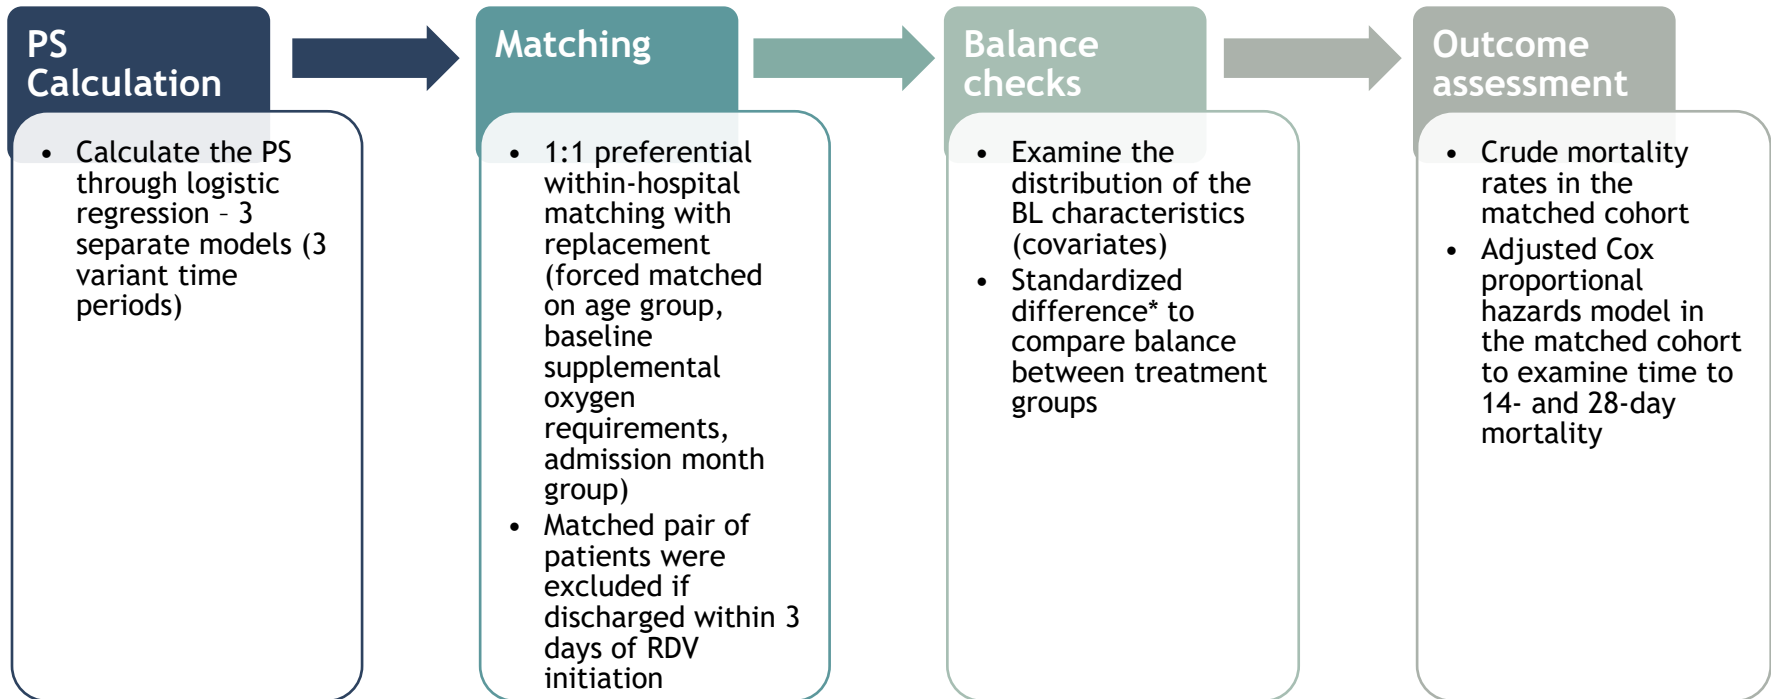 PS
Calculation
• Calculate the PS
through logistic
regression – 3
separate models (3
variant time
periods)
Matching
• 1:1 preferential
within-hospital
matching with
replacement
(forced matched
on age group,
baseline
supplemental
oxygen
requirements,
admission month
group)
• Matched pair of
patients were
excluded if
discharged within 3
days of RDV
initiation
Balance
checks
• Examine the
distribution of the
BL characteristics
(covariates)
• Standardized
difference* to
compare balance
between treatment
groups
Outcome
assessment
• Crude mortality
rates in the
matched cohort
• Adjusted Cox
proportional
hazards model in
the matched cohort
to examine time to
14- and 28-day
mortality